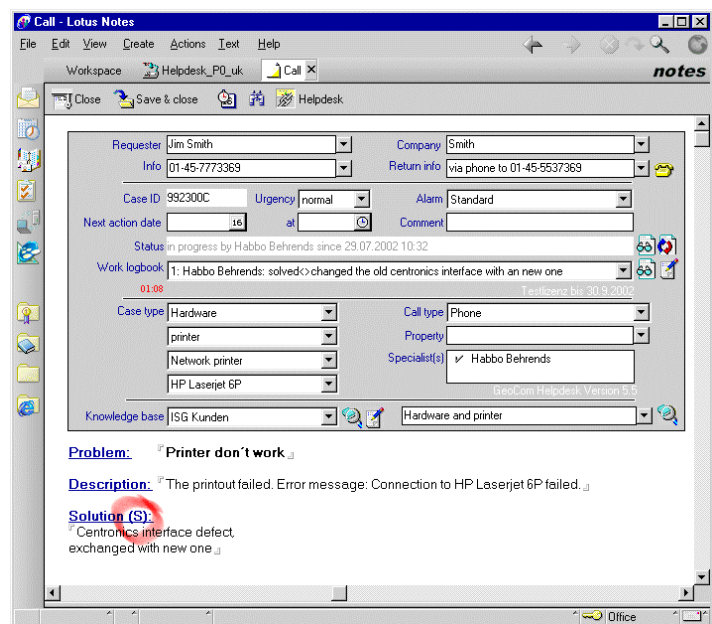 Call - Lotus Notes
File Edit View Create Actions Text Help
Workspace Helpdesk_P0_uk Call notes
Close Save & close Helpdesk
Requester Jim Smith Company Smith
Info 01-45-7773369 Return info via phone to 01-45-5537369
Case ID 992300C Urgency normal Alarm Standard
Next action date 16 at Comment
Status in progress by Habbo Behrends since 29.07.2002 10:32
Work logbook 1: Habbo Behrends: solved<>changed the old centronics interface with an new one
01:08 Testlizenz bis 30.9.2002
Case type Hardware Call type Phone
printer Property
Network printer Specialist(s) Habbo Behrends
HP Laserjet 6P GeoCom Helpdesk Version 5.5
Knowledge base ISG Kunden Hardware and printer
Problem: Printer don´t work
Description: The printout failed. Error message: Connection to HP Laserjet 6P failed.
Solution (S):
Centronics interface defect,
exchanged with new one
Office